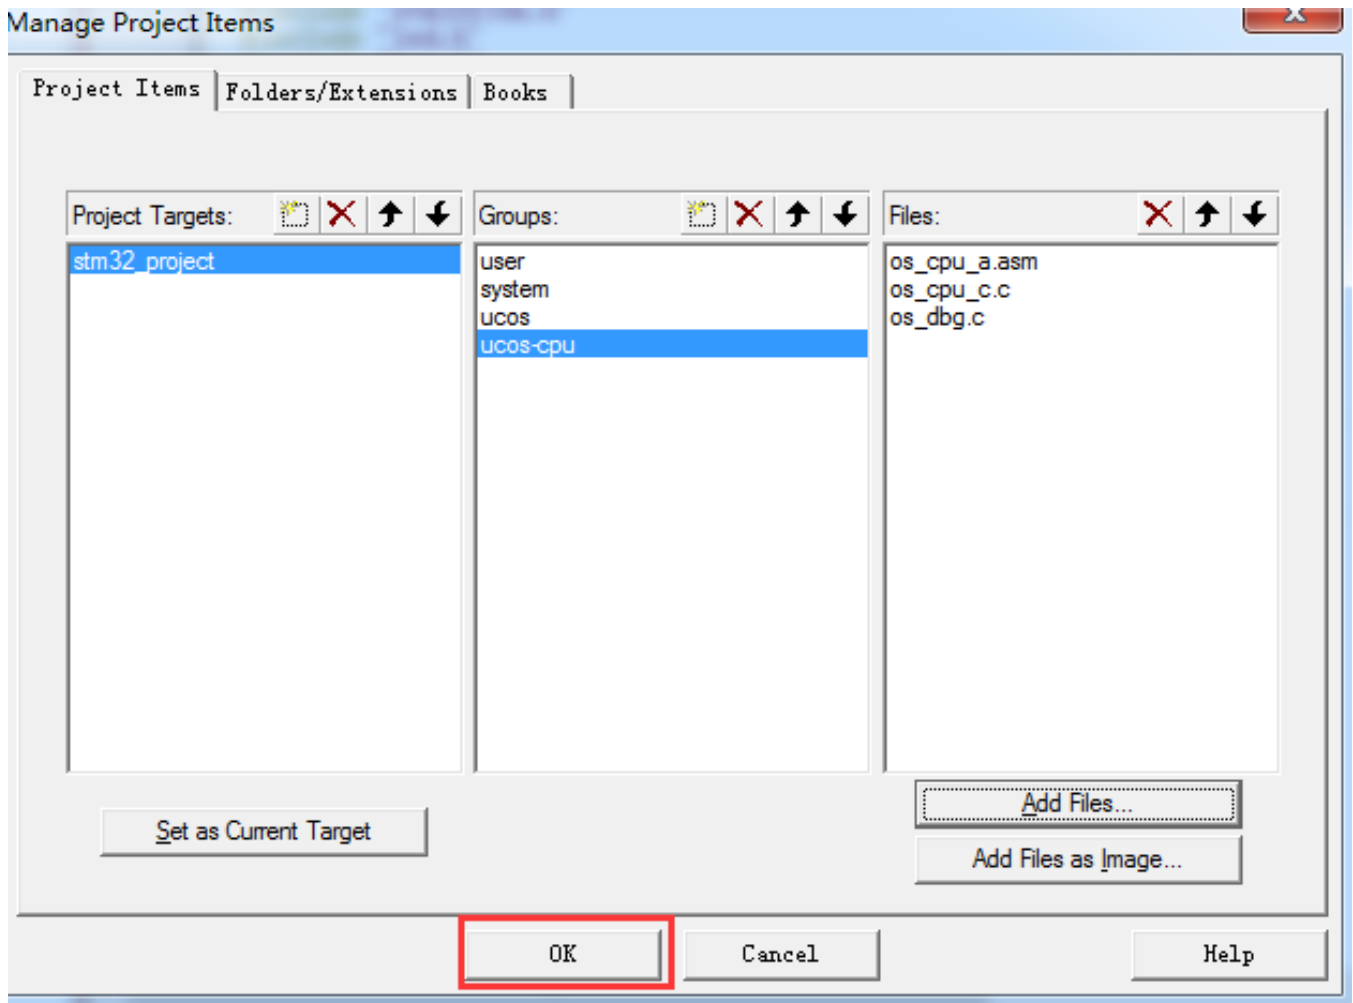 Manage Project Items
Project Items Folders/Extensions Books
Project Targets: Groups: Files:
stm32_project
user
system
ucos
ucos-cpu
os_cpu_a.asm
os_cpu_c.c
os_dbg.c
Set as Current Target
Add Files...
Add Files as Image...
OK Cancel Help